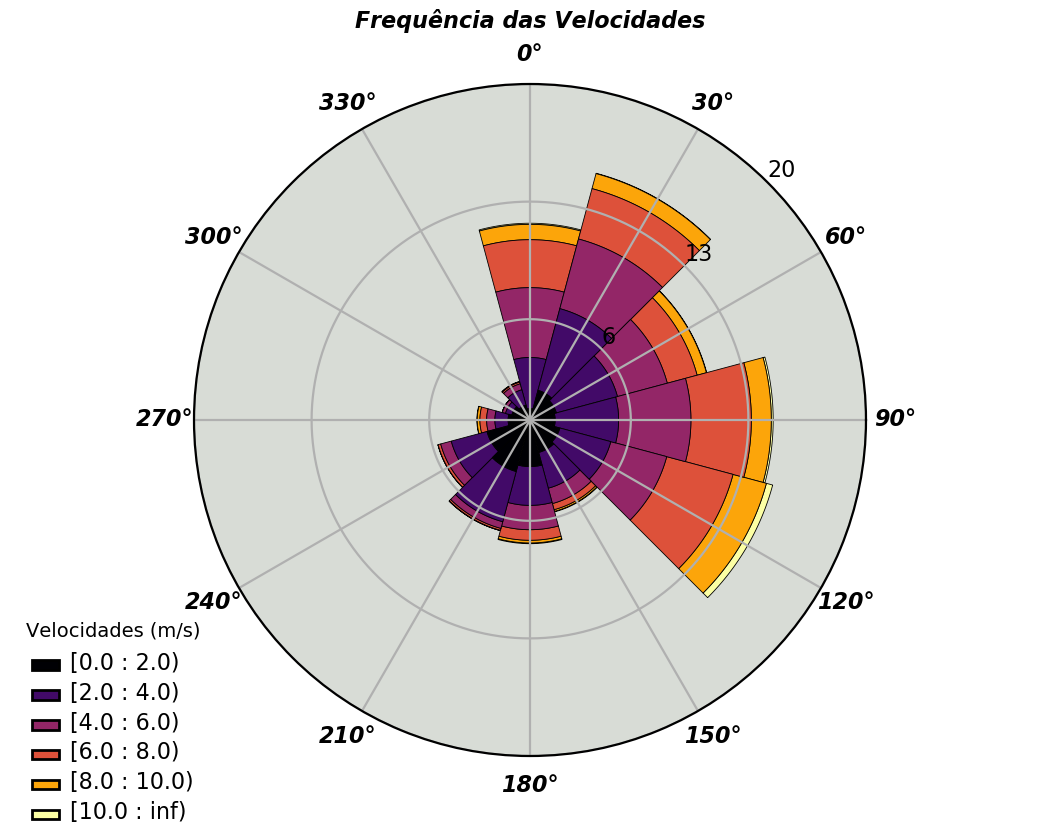 Frequência das Velocidades
0°
330°
30°
20
300°
60°
13
6
270°
90°
240°
120°
210°
150°
180°
Velocidades (m/s)
[0.0 : 2.0)
[2.0 : 4.0)
[4.0 : 6.0)
[6.0 : 8.0)
[8.0 : 10.0)
[10.0 : inf)